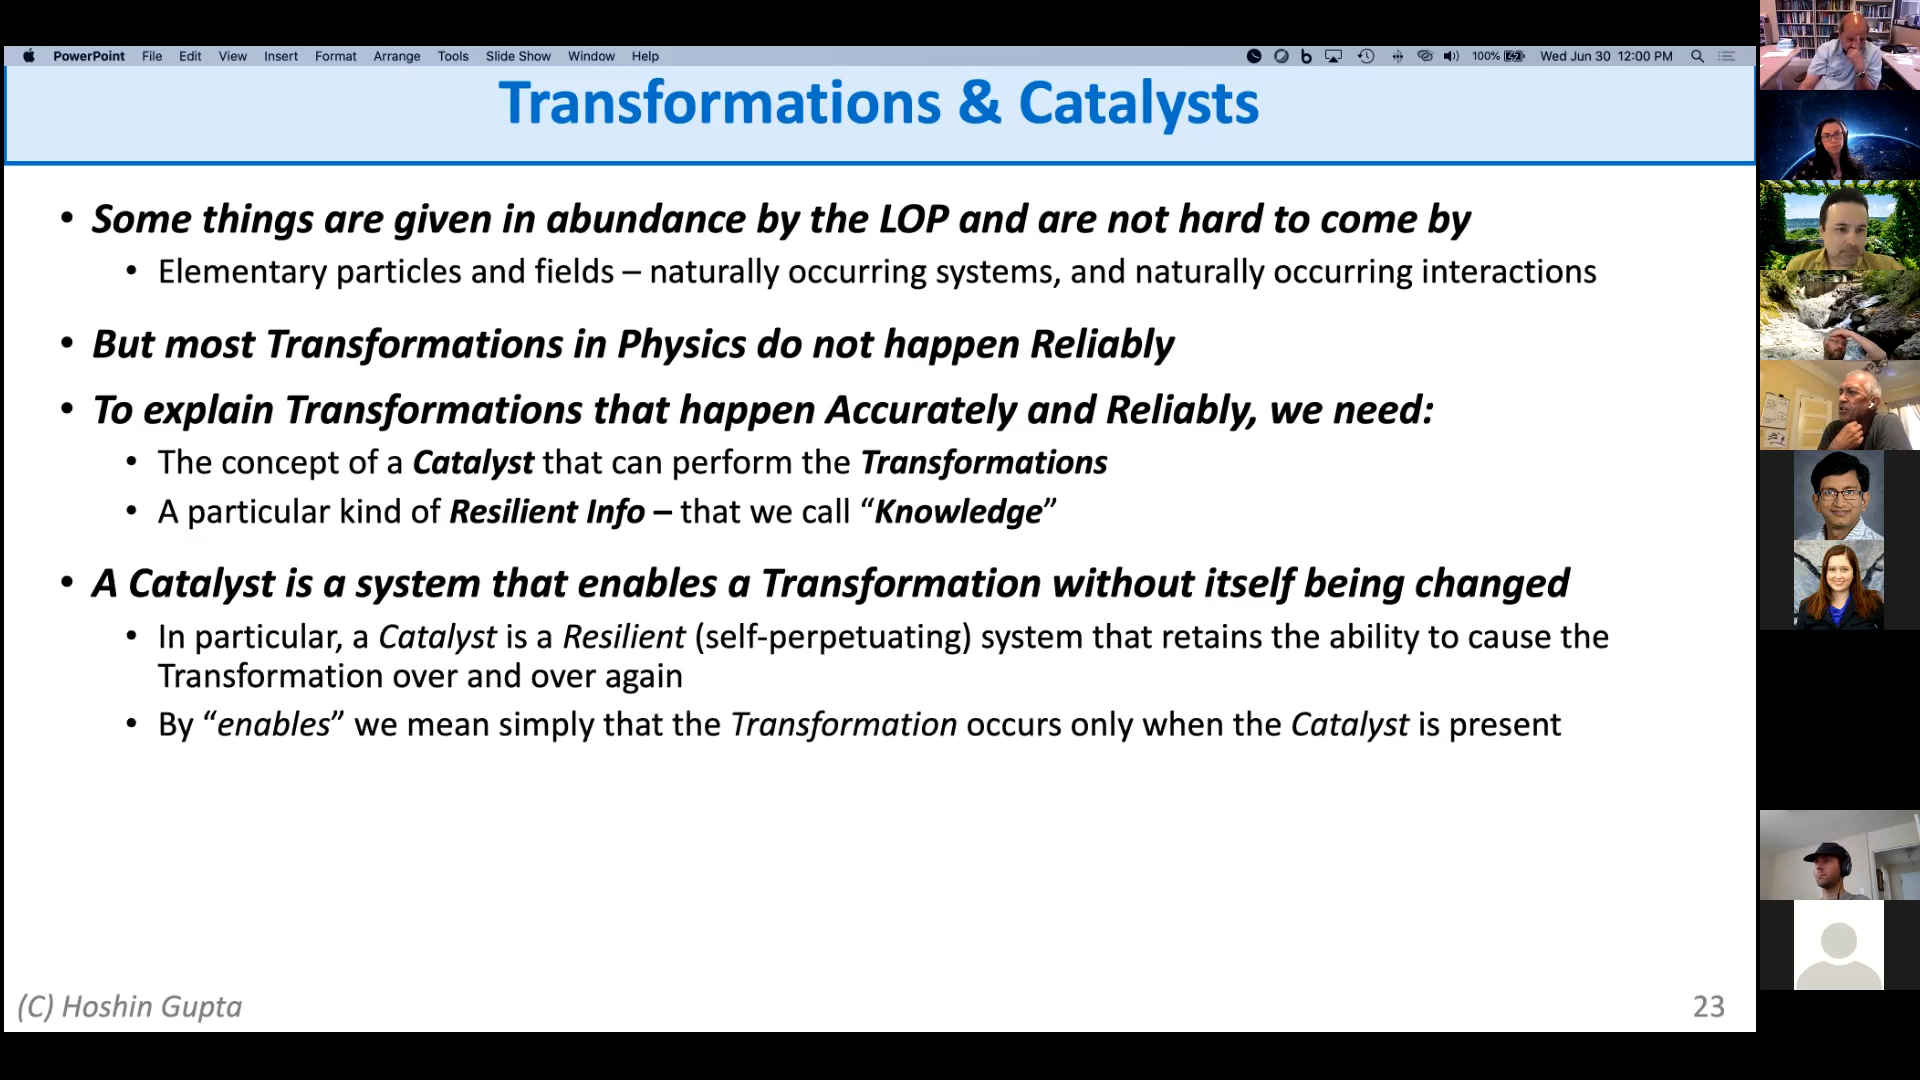 PowerPoint File Edit View Insert Format Arrange Tools Slide Show Window Help 100% Wed Jun 30 12:00 PM
Transformations & Catalysts
• Some things are given in abundance by the LOP and are not hard to come by
• Elementary particles and fields – naturally occurring systems, and naturally occurring interactions
• But most Transformations in Physics do not happen Reliably
• To explain Transformations that happen Accurately and Reliably, we need:
• The concept of a Catalyst that can perform the Transformations
• A particular kind of Resilient Info – that we call “Knowledge”
• A Catalyst is a system that enables a Transformation without itself being changed
• In particular, a Catalyst is a Resilient (self-perpetuating) system that retains the ability to cause the
Transformation over and over again
• By “enables” we mean simply that the Transformation occurs only when the Catalyst is present
(C) Hoshin Gupta
23